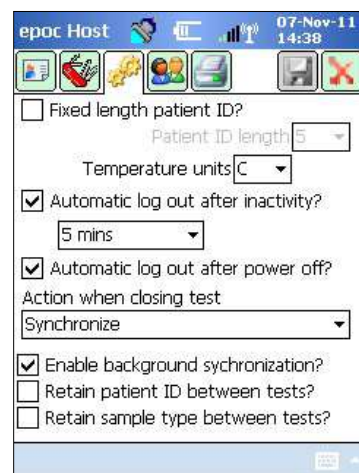 epoc Host 07-Nov-11
14:38
Fixed length patient ID?
Patient ID length 5
Temperature units C
Automatic log out after inactivity?
5 mins
Automatic log out after power off?
Action when closing test
Synchronize
Enable background sychronization?
Retain patient ID between tests?
Retain sample type between tests?